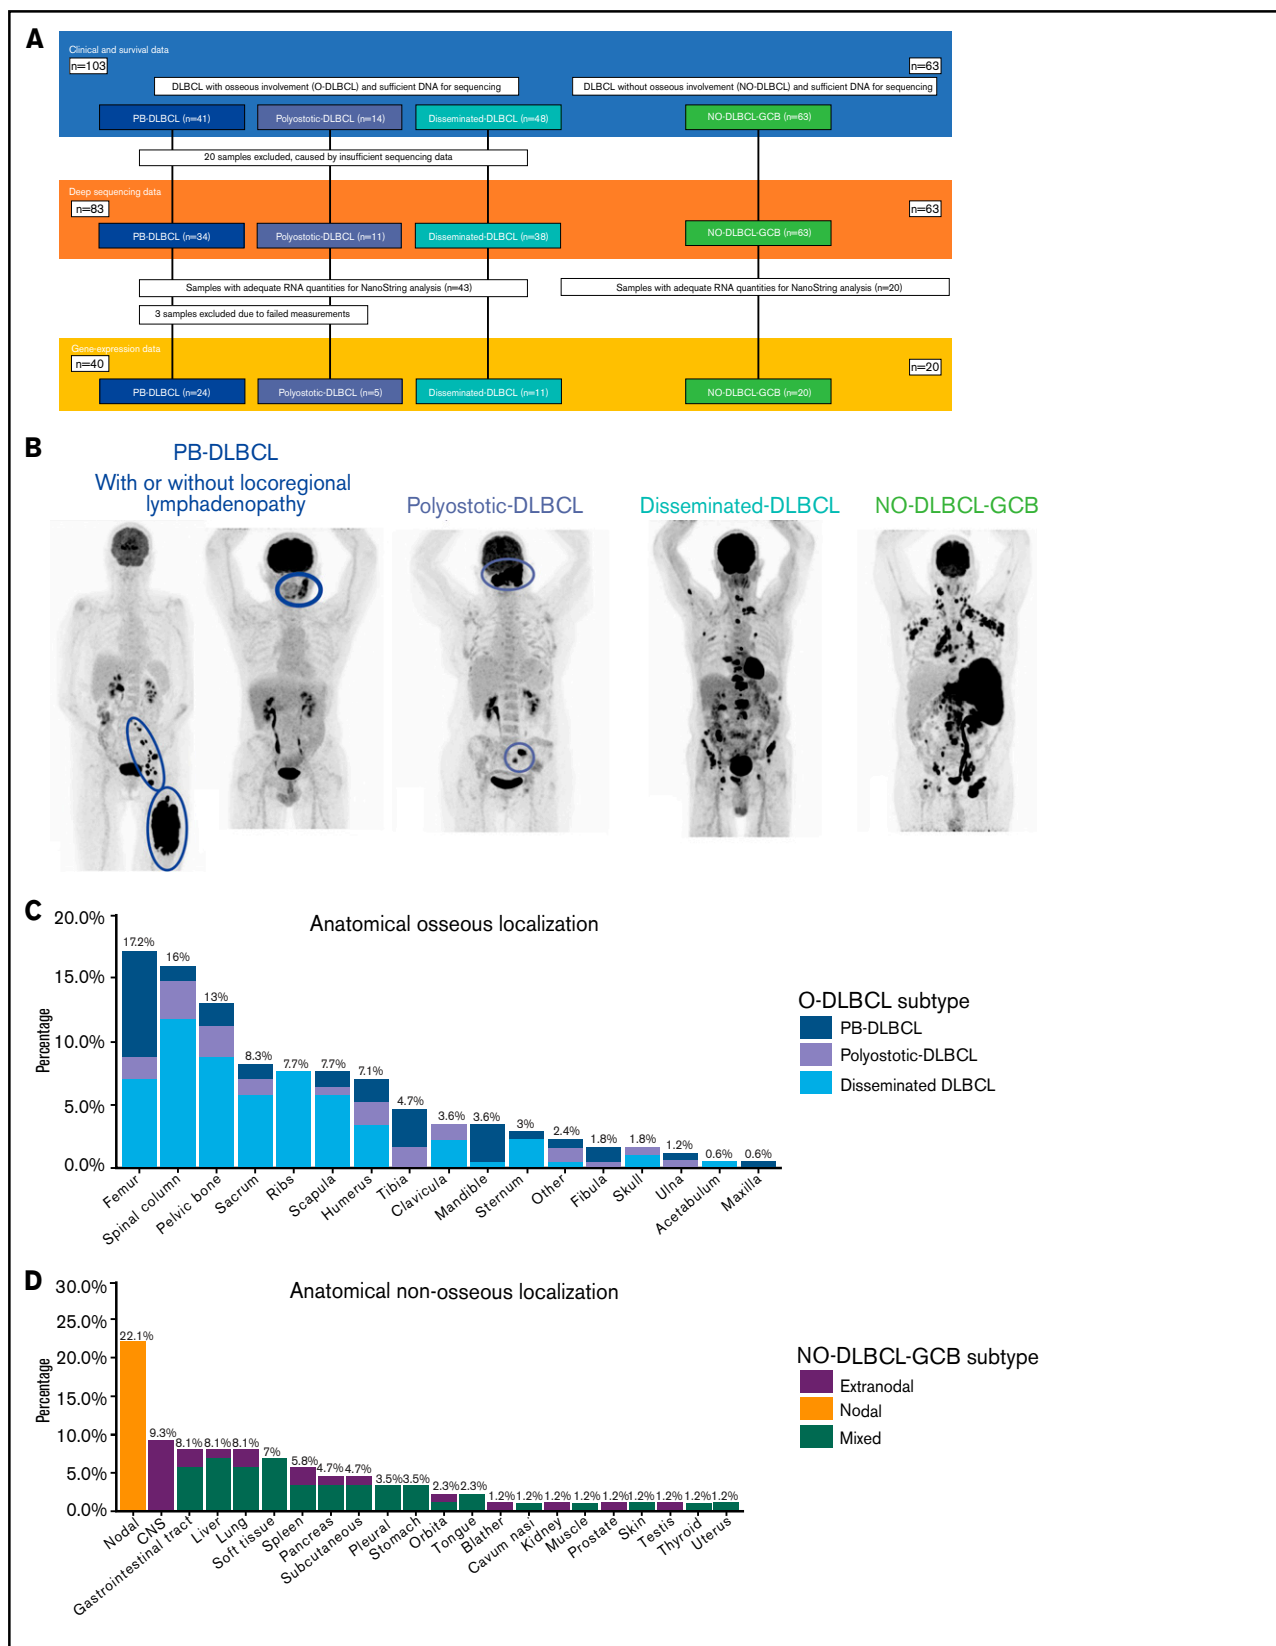 A
Clinical and survival data
n=103
n=63
DLBCL with osseous involvement (O-DLBCL) and sufficient DNA for sequencing
DLBCL without osseous involvement (NO-DLBCL) and sufficient DNA for sequencing
PB-DLBCL (n=41)
Polyostotic-DLBCL (n=14)
Disseminated-DLBCL (n=48)
NO-DLBCL-GCB (n=63)
20 samples excluded, caused by insufficient sequencing data
Deep sequencing data
n=83
n=63
PB-DLBCL (n=34)
Polyostotic-DLBCL (n=11)
Disseminated-DLBCL (n=38)
NO-DLBCL-GCB (n=63)
Samples with adequate RNA quantities for NanoString analysis (n=43)
Samples with adequate RNA quantities for NanoString analysis (n=20)
3 samples excluded due to failed measurements
Gene-expression data
n=40
n=20
PB-DLBCL (n=24)
Polyostotic-DLBCL (n=5)
Disseminated-DLBCL (n=11)
NO-DLBCL-GCB (n=20)
B
PB-DLBCL
With or without locoregional
lymphadenopathy
Polyostotic-DLBCL
Disseminated-DLBCL
NO-DLBCL-GCB
C
Anatomical osseous localization
Percentage
20.0%
15.0%
10.0%
5.0%
0.0%
17.2%
16%
13%
8.3%
7.7%
7.7%
7.1%
4.7%
3.6%
3.6%
3%
2.4%
1.8%
1.8%
1.2%
0.6%
0.6%
Femur
Spinal column
Pelvic bone
Sacrum
Ribs
Scapula
Humerus
Tibia
Clavicula
Mandible
Sternum
Other
Fibula
Skull
Ulna
Acetabulum
Maxilla
O-DLBCL subtype
PB-DLBCL
Polyostotic-DLBCL
Disseminated DLBCL
D
Anatomical non-osseous localization
Percentage
30.0%
25.0%
20.0%
15.0%
10.0%
5.0%
0.0%
22.1%
9.3%
8.1%
8.1%
8.1%
7%
5.8%
4.7%
4.7%
3.5%
3.5%
2.3%
2.3%
1.2%
1.2%
1.2%
1.2%
1.2%
1.2%
1.2%
1.2%
1.2%
Nodal
CNS
Gastrointestinal tract
Liver
Lung
Soft tissue
Spleen
Pancreas
Subcutaneous
Pleural
Stomach
Orbita
Tongue
Blather
Cavum nasi
Kidney
Muscle
Prostate
Skin
Testis
Thyroid
Uterus
NO-DLBCL-GCB subtype
Extranodal
Nodal
Mixed